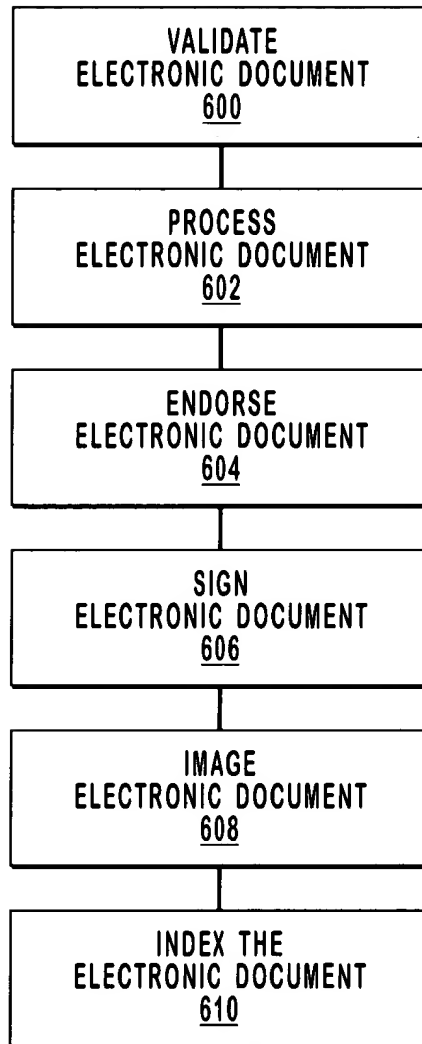 VALIDATE
ELECTRONIC DOCUMENT
600
PROCESS
ELECTRONIC DOCUMENT
602
ENDORSE
ELECTRONIC DOCUMENT
604
SIGN
ELECTRONIC DOCUMENT
606
IMAGE
ELECTRONIC DOCUMENT
608
INDEX THE
ELECTRONIC DOCUMENT
610